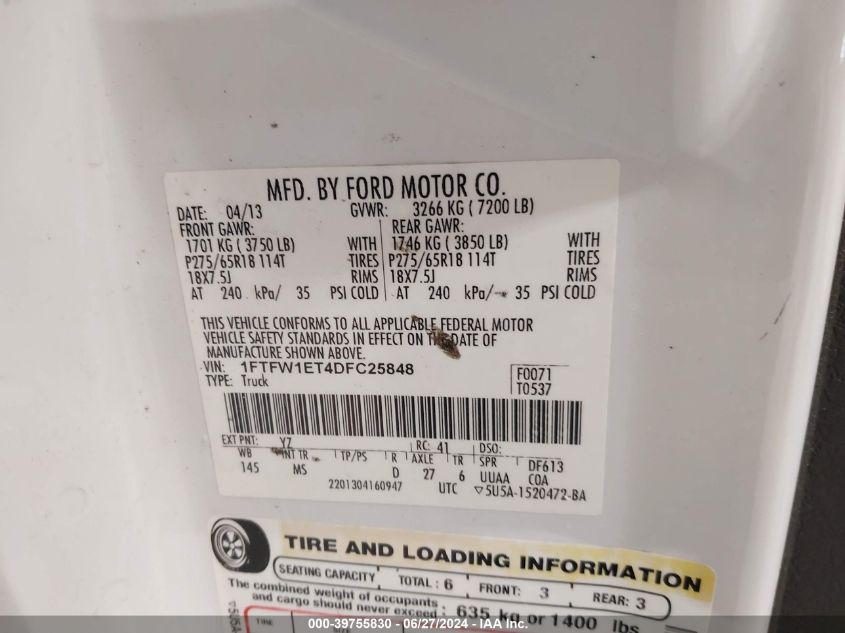 MFD. BY FORD MOTOR CO.
DATE: 04/13 GVWR: 3266 KG ( 7200 LB)
FRONT GAWR: REAR GAWR:
1701 KG ( 3750 LB) WITH 1746 KG ( 3850 LB) WITH
P275/65R18 114T TIRES P275/65R18 114T TIRES
18X7.5J RIMS 18X7.5J RIMS
AT 240 kPa/ 35 PSI COLD AT 240 kPa/ 35 PSI COLD
THIS VEHICLE CONFORMS TO ALL APPLICABLE FEDERAL MOTOR
VEHICLE SAFETY STANDARDS IN EFFECT ON THE DATE OF
MANUFACTURE SHOWN ABOVE.
VIN: 1FTFW1ET4DFC25848
TYPE: Truck
F0071
T0537
EXT PNT: YZ RC: 41 DSO:
WB INT TR TP/PS R AXLE TR SPR DF613
145 MS D 27 6 UUAA COA
2201304160947 UTC ▽5U5A-1520472-BA
TIRE AND LOADING INFORMATION
SEATING CAPACITY TOTAL : 6 FRONT: 3 REAR: 3
The combined weight of occupants
and cargo should never exceed : 635 kg or 1400 lbs
TIRE
000-39755830 - 06/27/2024 - IAA Inc.